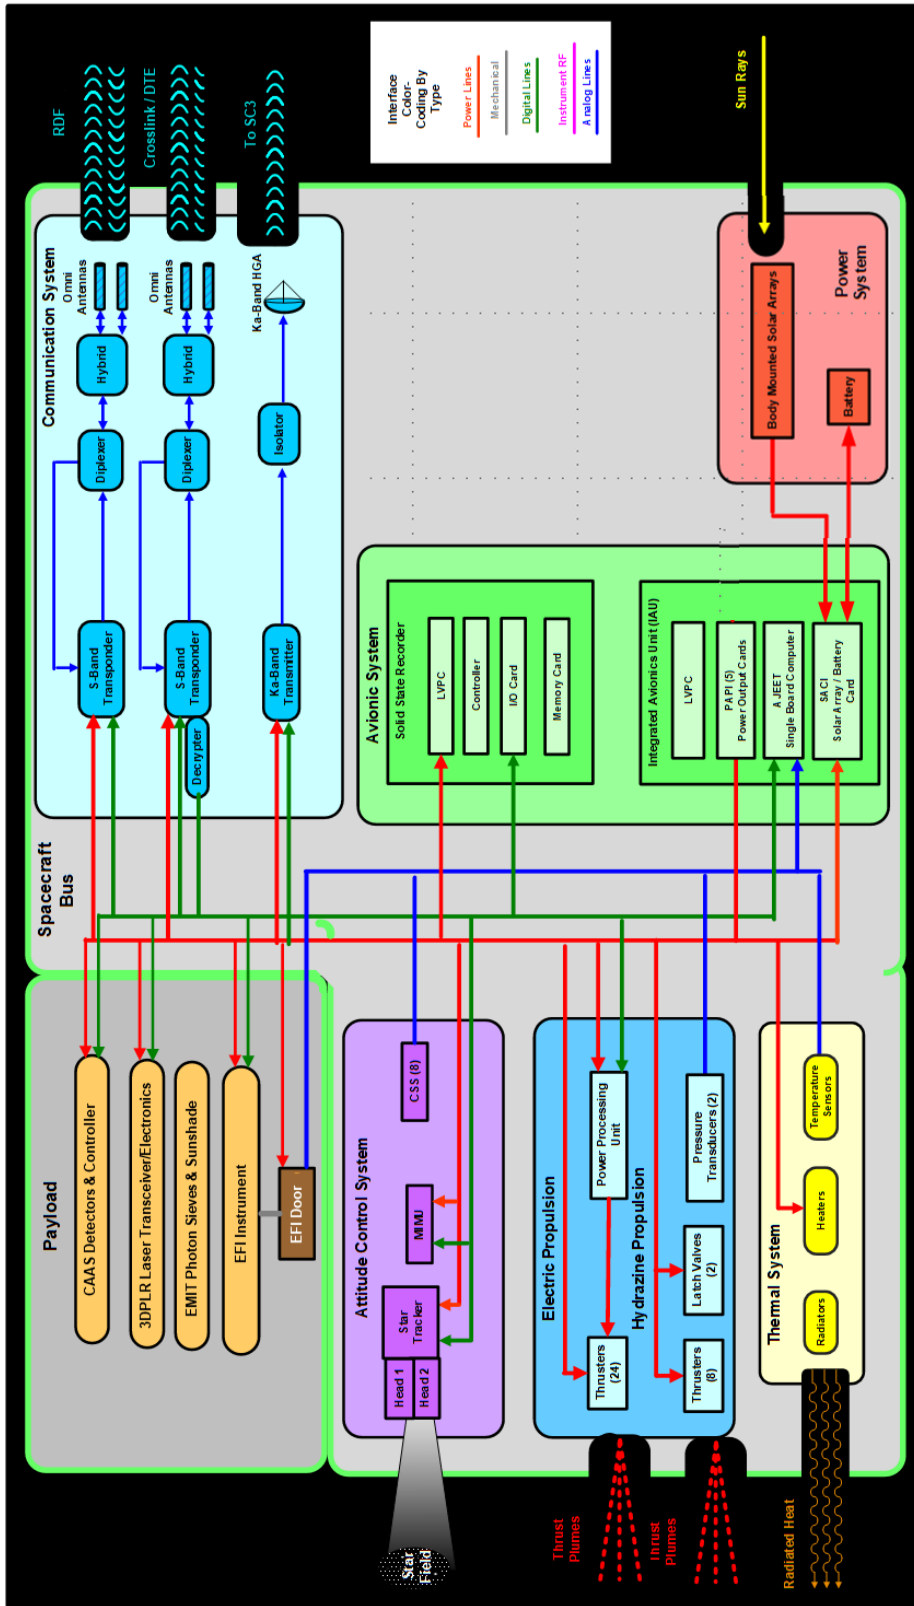 RDF
Crosslink / DTE
To SC3
Interface
Color-
Coding By
Type
Power Lines
Mechanical
Digital Lines
Instrument RF
Analog Lines
Sun Rays
Spacecraft
Bus
Communication System
Omni
Antennas
Hybrid
Diplexer
S-Band
Transponder
Omni
Antennas
Hybrid
Diplexer
S-Band
Transponder
Decrypter
Ka-Band HGA
Isolator
Ka-Band
Transmitter
Avionic System
Solid State Recorder
LVPC
Controller
I/O Card
Memory Card
Integrated Avionics Unit (IAU)
LVPC
PAPI (5)
Power Output Cards
AJEET
Single Board Computer
SACI
Solar Array / Battery
Card
Power
System
Body Mounted Solar Arrays
Battery
Payload
CAAS Detectors & Controller
3DPLR Laser Transceiver/Electronics
EMIT Photon Sieves & Sunshade
EFI Instrument
EFI Door
Attitude Control System
CSS (8)
MIMU
Star
Tracker
Head 1
Head 2
Star
Field
Electric Propulsion
Power Processing
Unit
Thrusters
(24)
Hydrazine Propulsion
Pressure
Transducers (2)
Latch Valves
(2)
Thrusters
(8)
Thrust
Plumes
Thrust
Plumes
Thermal System
Temperature
Sensors
Heaters
Radiators
Radiated Heat